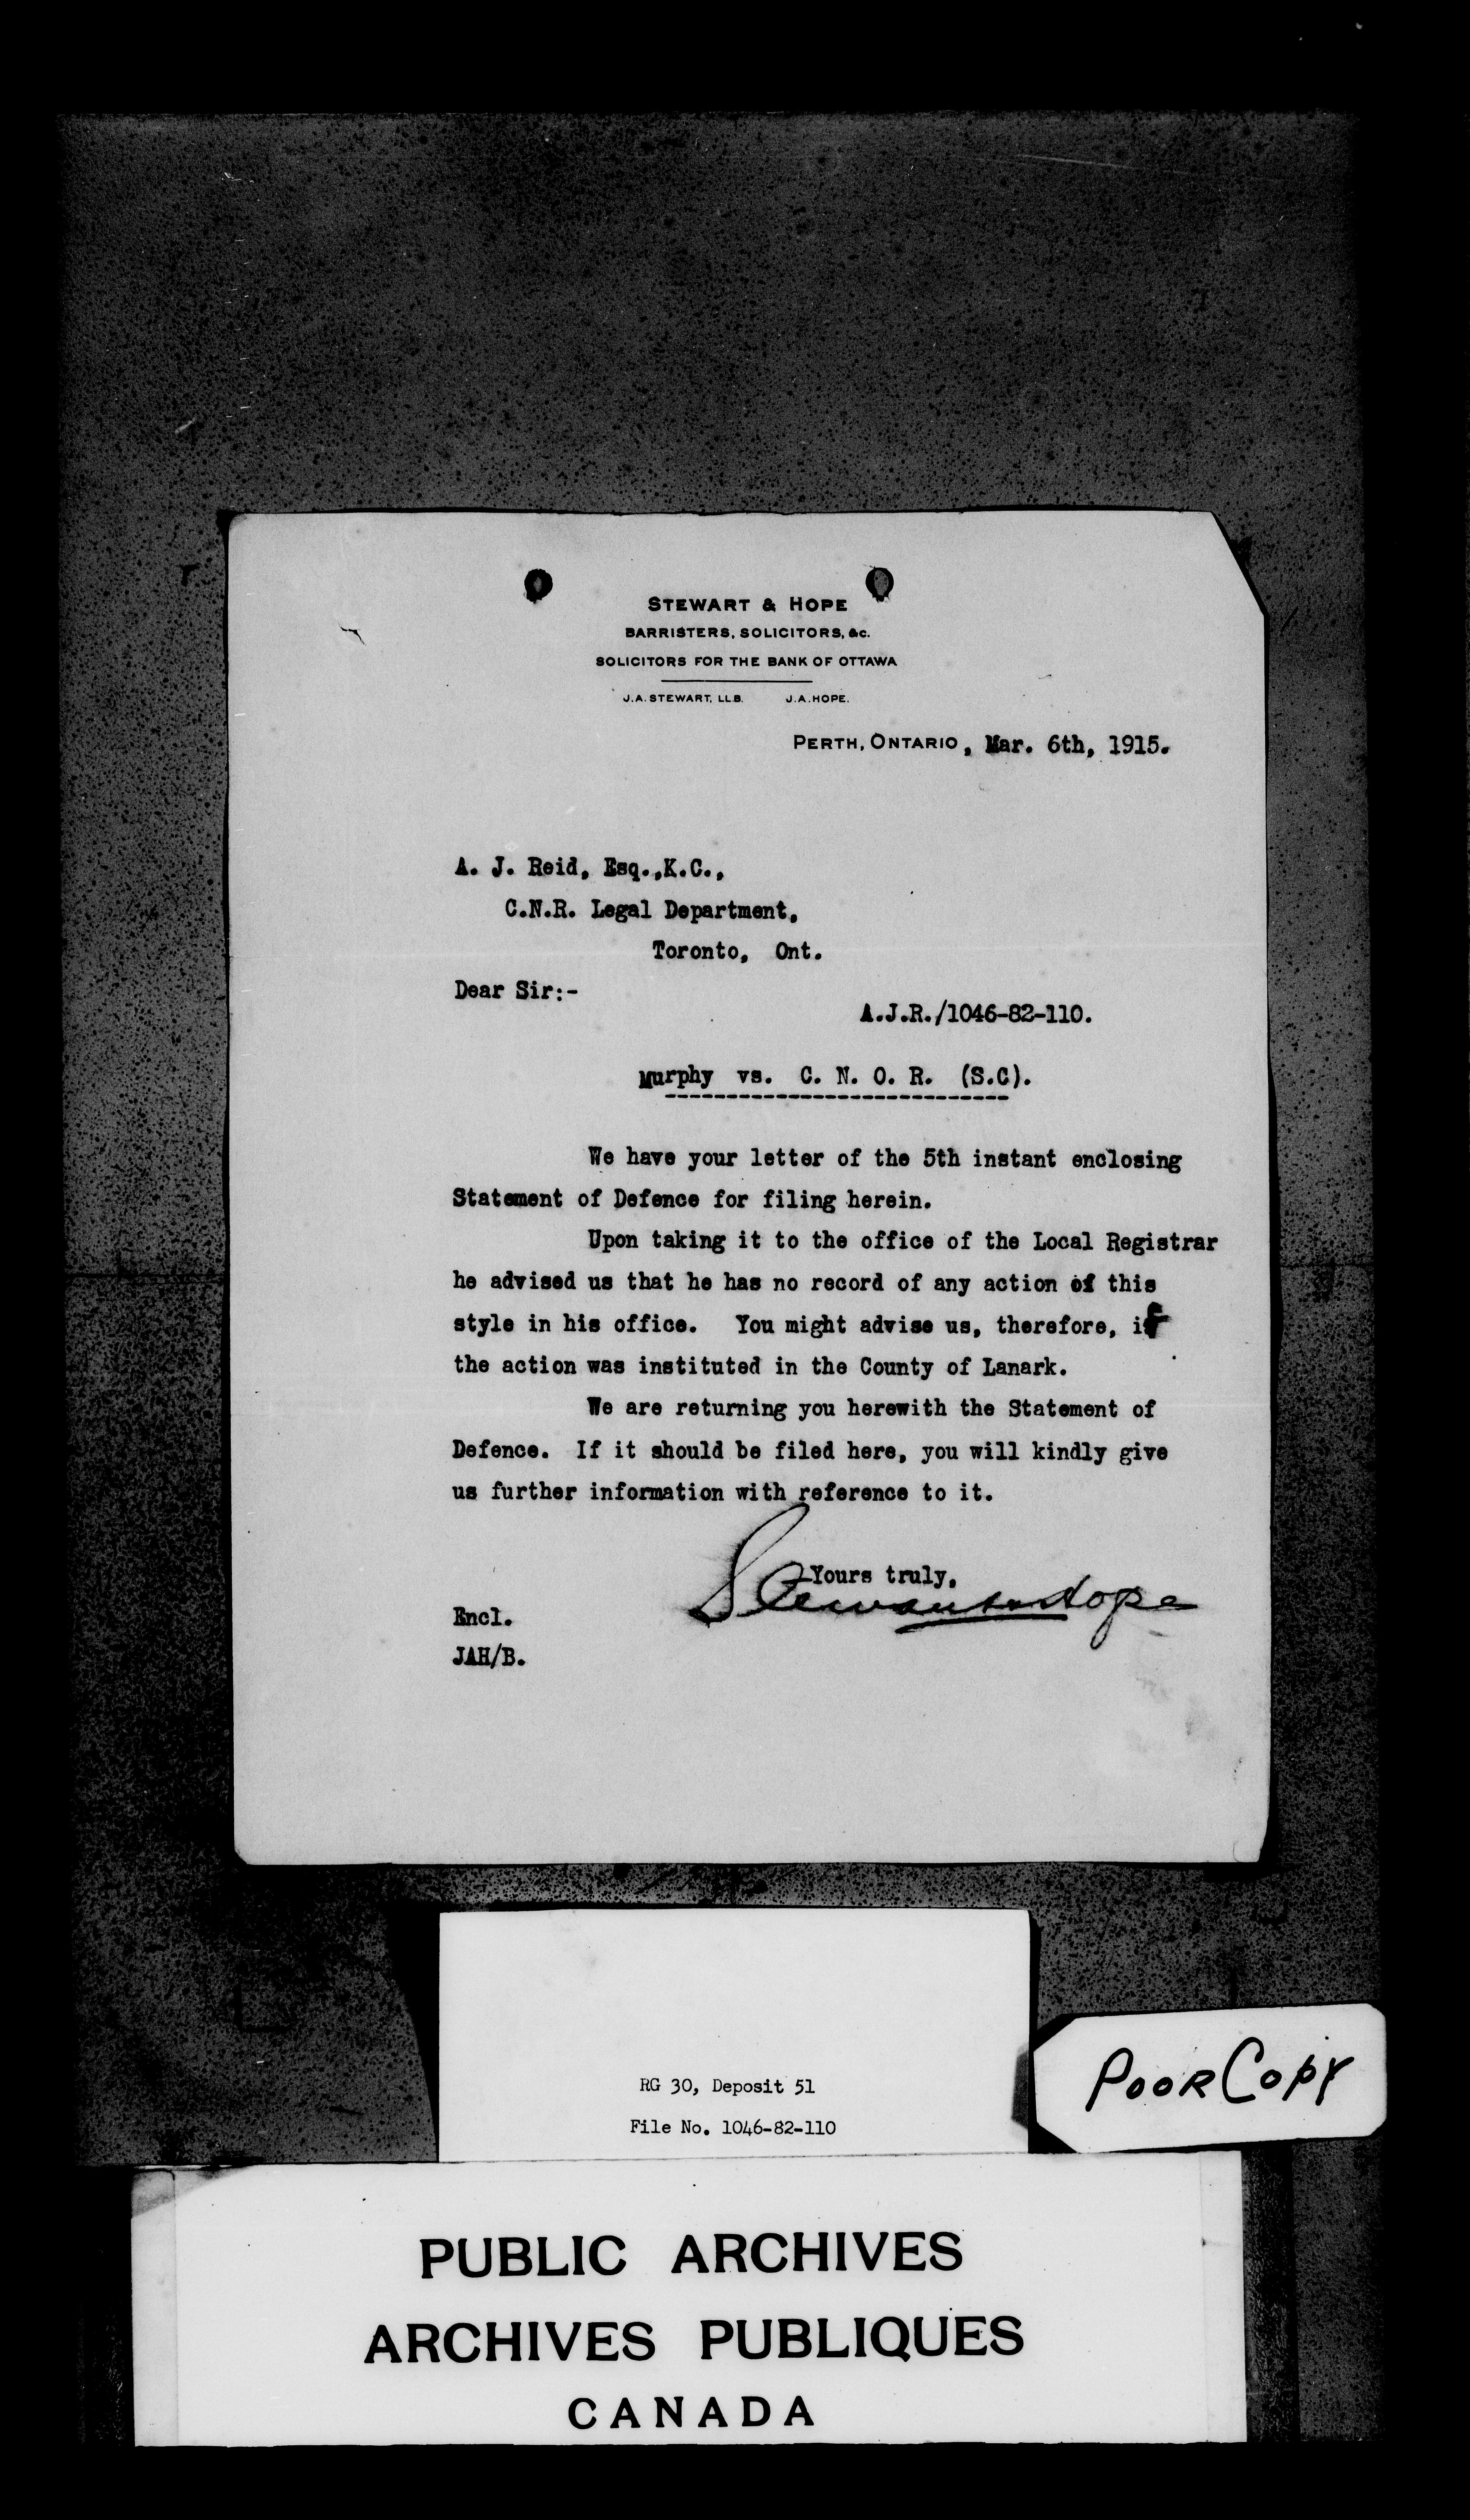 STEWART & HOPE
BARRISTERS, SOLICITORS, &C.
SOLICITORS FOR THE BANK OF OTTAWA
J.A. STEWART, LL.B. J.A. HOPE.
PERTH, ONTARIO, Mar. 6th, 1915.
A. J. Reid, Esq.,K.C.,
C.N.R. Legal Department,
Toronto, Ont.
Dear Sir:-
A.J.R./1046-82-110.
Murphy vs. C. N. O. R. (S.C).
We have your letter of the 5th instant enclosing
Statement of Defence for filing herein.
Upon taking it to the office of the Local Registrar
he advised us that he has no record of any action of this
style in his office. You might advise us, therefore, if
the action was instituted in the County of Lanark.
We are returning you herewith the Statement of
Defence. If it should be filed here, you will kindly give
us further information with reference to it.
Yours truly,
Stewart & Hope
Encl.
JAH/B.
RG 30, Deposit 51
File No. 1046-82-110
POOR COPY
PUBLIC ARCHIVES
ARCHIVES PUBLIQUES
CANADA